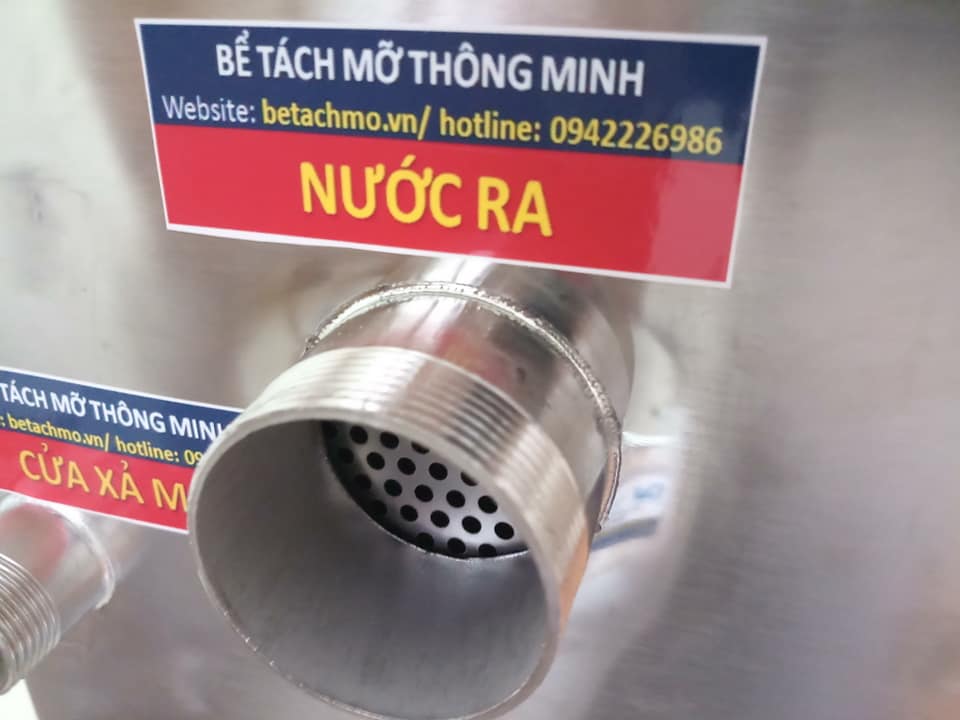 BỂ TÁCH MỠ THÔNG MINH
Website: betachmo.vn/ hotline: 0942226986
NƯỚC RA
TÁCH MỠ THÔNG MINH
: betachmo.vn/ hotline: 09
CỬA XẢ M